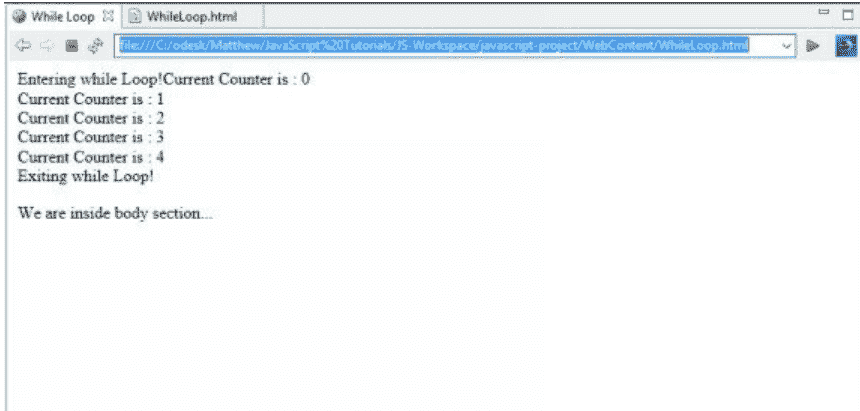 While Loop
WhileLoop.html
file:///C:/odesk/Matthew/JavaScript%20Tutorials/JS-Workspace/javascript-project/WebContent/WhileLoop.html
Entering while Loop!Current Counter is : 0
Current Counter is : 1
Current Counter is : 2
Current Counter is : 3
Current Counter is : 4
Exiting while Loop!
We are inside body section...